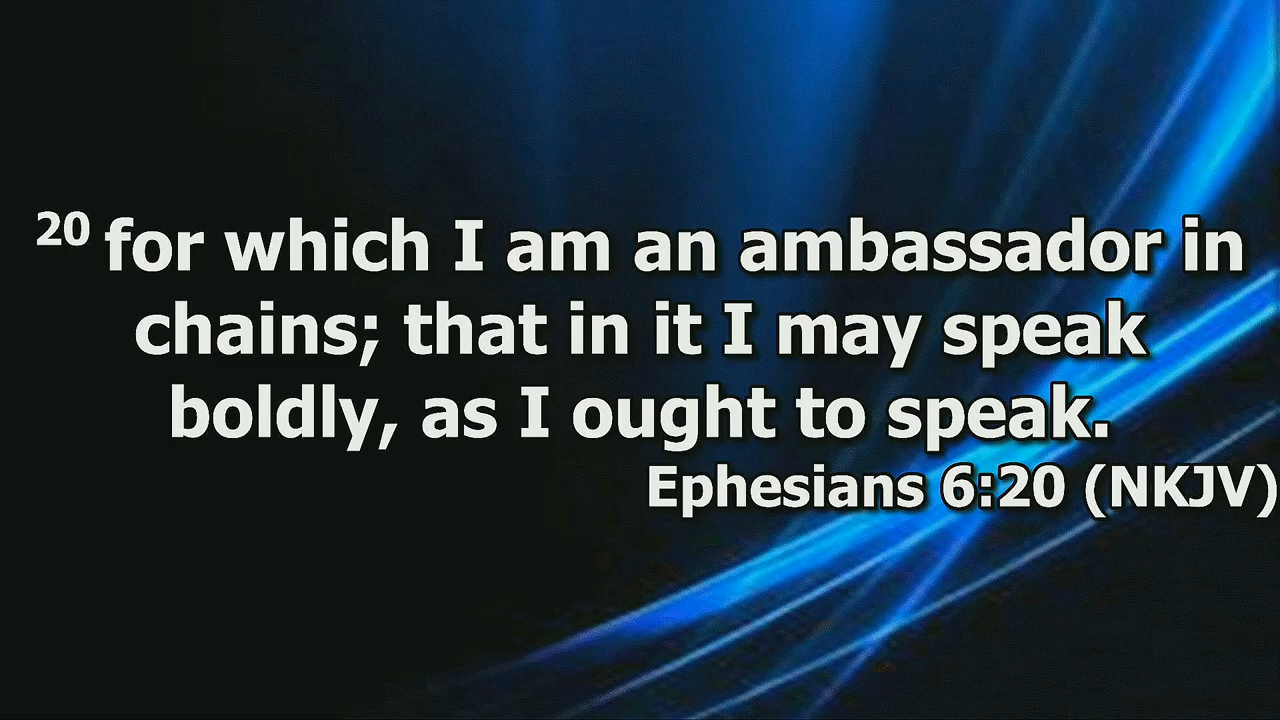 20 for which I am an ambassador in
chains; that in it I may speak
boldly, as I ought to speak.
Ephesians 6:20 (NKJV)